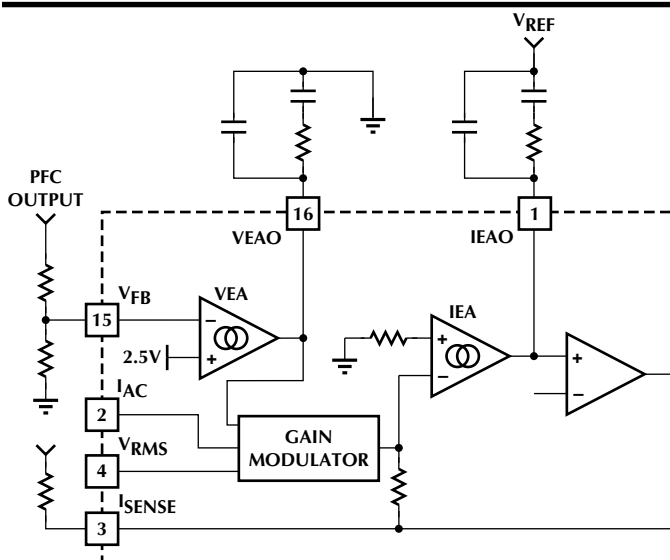 VREF
PFC
OUTPUT
16
1
VEAO
IEAO
VFB
VEA
15
IEA
2.5V
IAC
2
VRMS
4
GAIN
MODULATOR
ISENSE
3
−
+
+
−
+
−